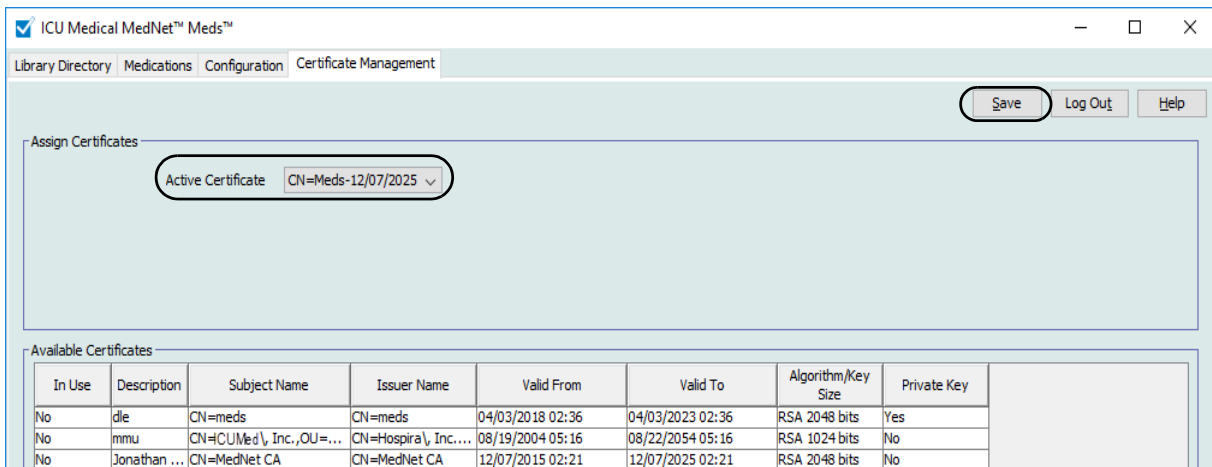 ICU Medical MedNet™ Meds™
Library Directory Medications Configuration Certificate Management
Save Log Out Help
Assign Certificates
Active Certificate CN=Meds-12/07/2025
Available Certificates
In Use Description Subject Name Issuer Name Valid From Valid To Algorithm/Key Size Private Key
No dle CN=meds CN=meds 04/03/2018 02:36 04/03/2023 02:36 RSA 2048 bits Yes
No mmu CN=ICUMed\, Inc.,OU=... CN=Hospira\, Inc.... 08/19/2004 05:16 08/22/2054 05:16 RSA 1024 bits No
No Jonathan ... CN=MedNet CA CN=MedNet CA 12/07/2015 02:21 12/07/2025 02:21 RSA 2048 bits No